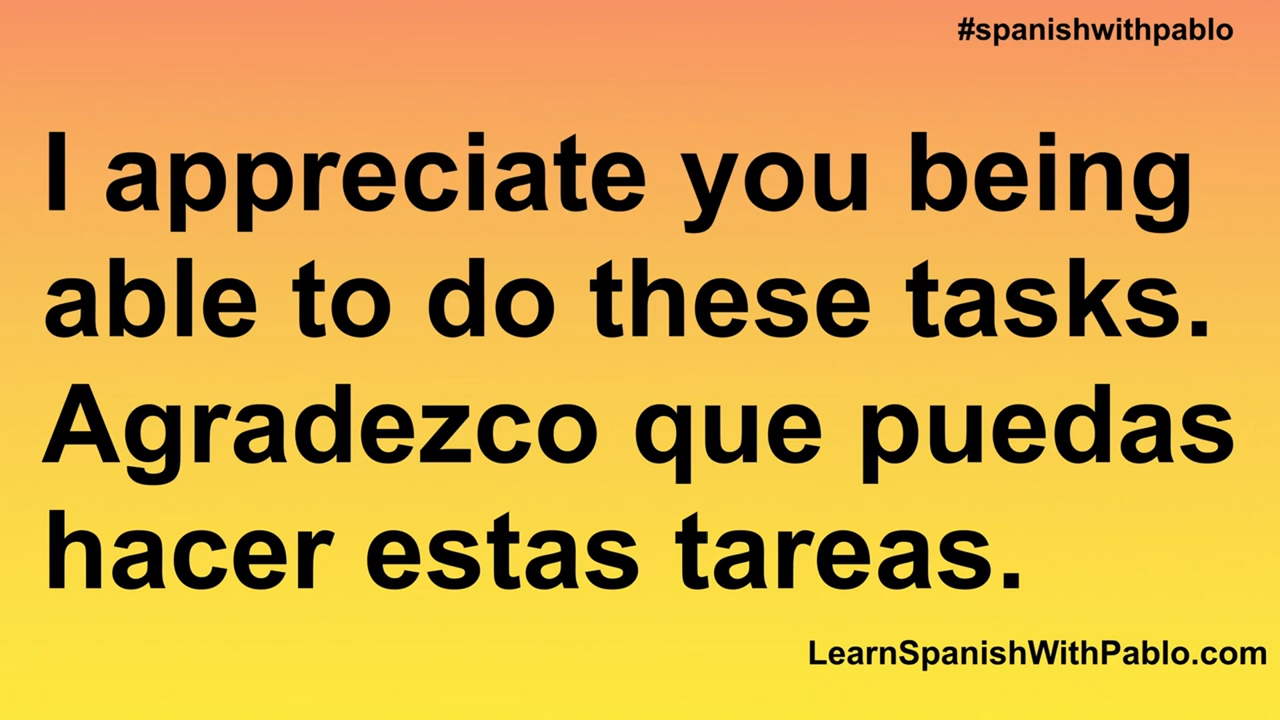 #spanishwithpablo
I appreciate you being
able to do these tasks.
Agradezco que puedas
hacer estas tareas.
LearnSpanishWithPablo.com